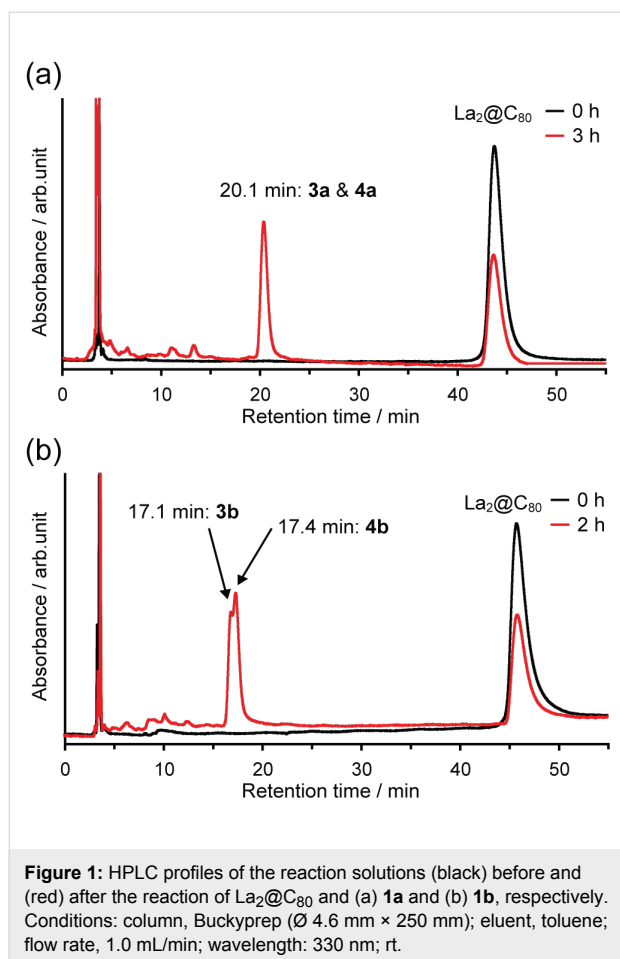 (a)
Absorbance / arb.unit
La₂@C₈₀
0 h
3 h
20.1 min: 3a & 4a
0 10 20 30 40 50
Retention time / min
(b)
Absorbance / arb.unit
La₂@C₈₀
0 h
2 h
17.1 min: 3b
17.4 min: 4b
0 10 20 30 40 50
Retention time / min
Figure 1: HPLC profiles of the reaction solutions (black) before and
(red) after the reaction of La₂@C₈₀ and (a) 1a and (b) 1b, respectively.
Conditions: column, Buckyprep (Ø 4.6 mm × 250 mm); eluent, toluene;
flow rate, 1.0 mL/min; wavelength: 330 nm; rt.